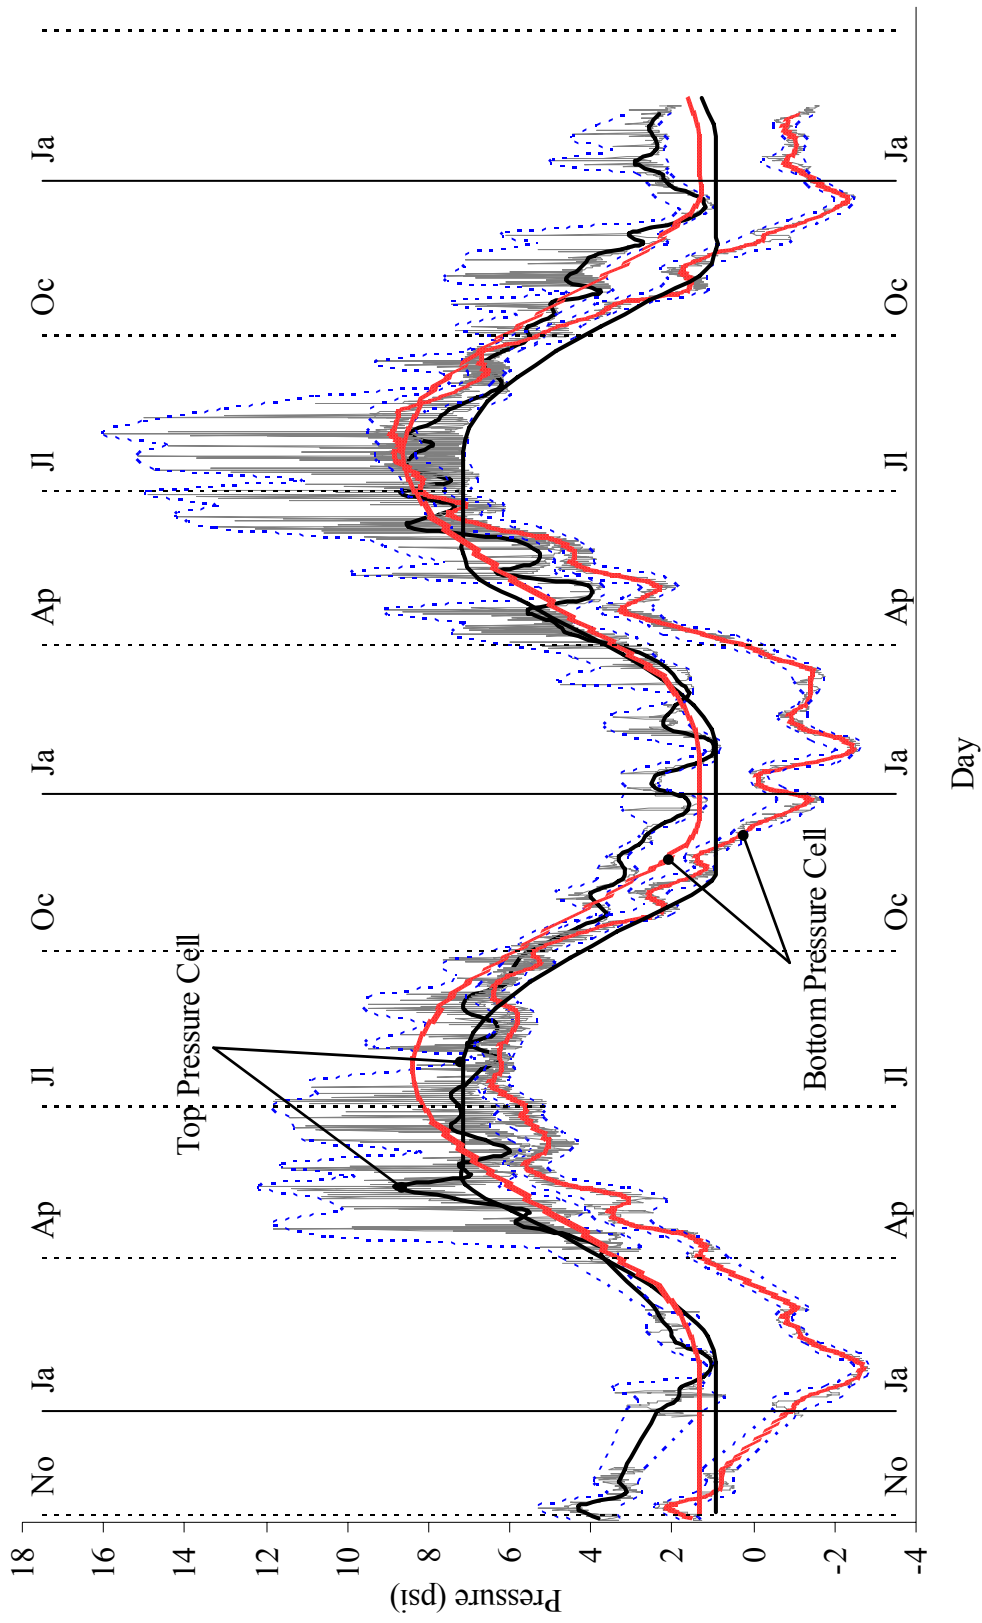 18
16
14
12
10
8
6
4
2
0
-2
-4
Pressure (psi)
No
Ja
Ap
Jl
Oc
Ja
Ap
Jl
Oc
Ja
Top Pressure Cell
Bottom Pressure Cell
No
Ja
Ap
Jl
Oc
Ja
Ap
Jl
Oc
Ja
Day